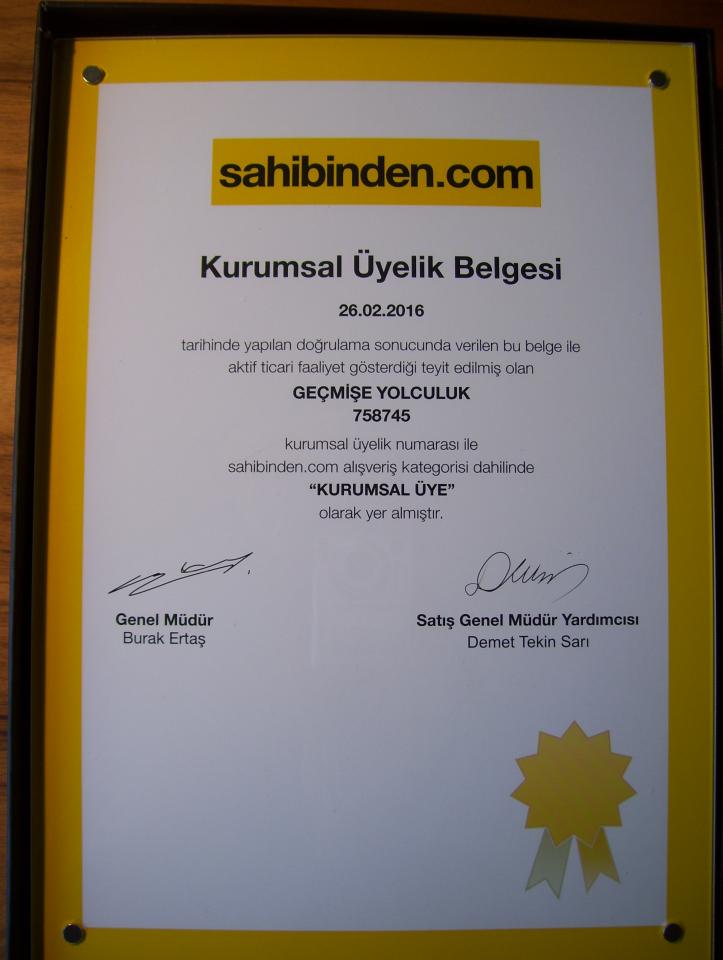 sahibinden.com
Kurumsal Üyelik Belgesi
26.02.2016
tarihinde yapılan doğrulama sonucunda verilen bu belge ile
aktif ticari faaliyet gösterdiği teyit edilmiş olan
GEÇMİŞE YOLCULUK
758745
kurumsal üyelik numarası ile
sahibinden.com alışveriş kategorisi dahilinde
“KURUMSAL ÜYE”
olarak yer almıştır.
Genel Müdür
Burak Ertaş
Satış Genel Müdür Yardımcısı
Demet Tekin Sarı